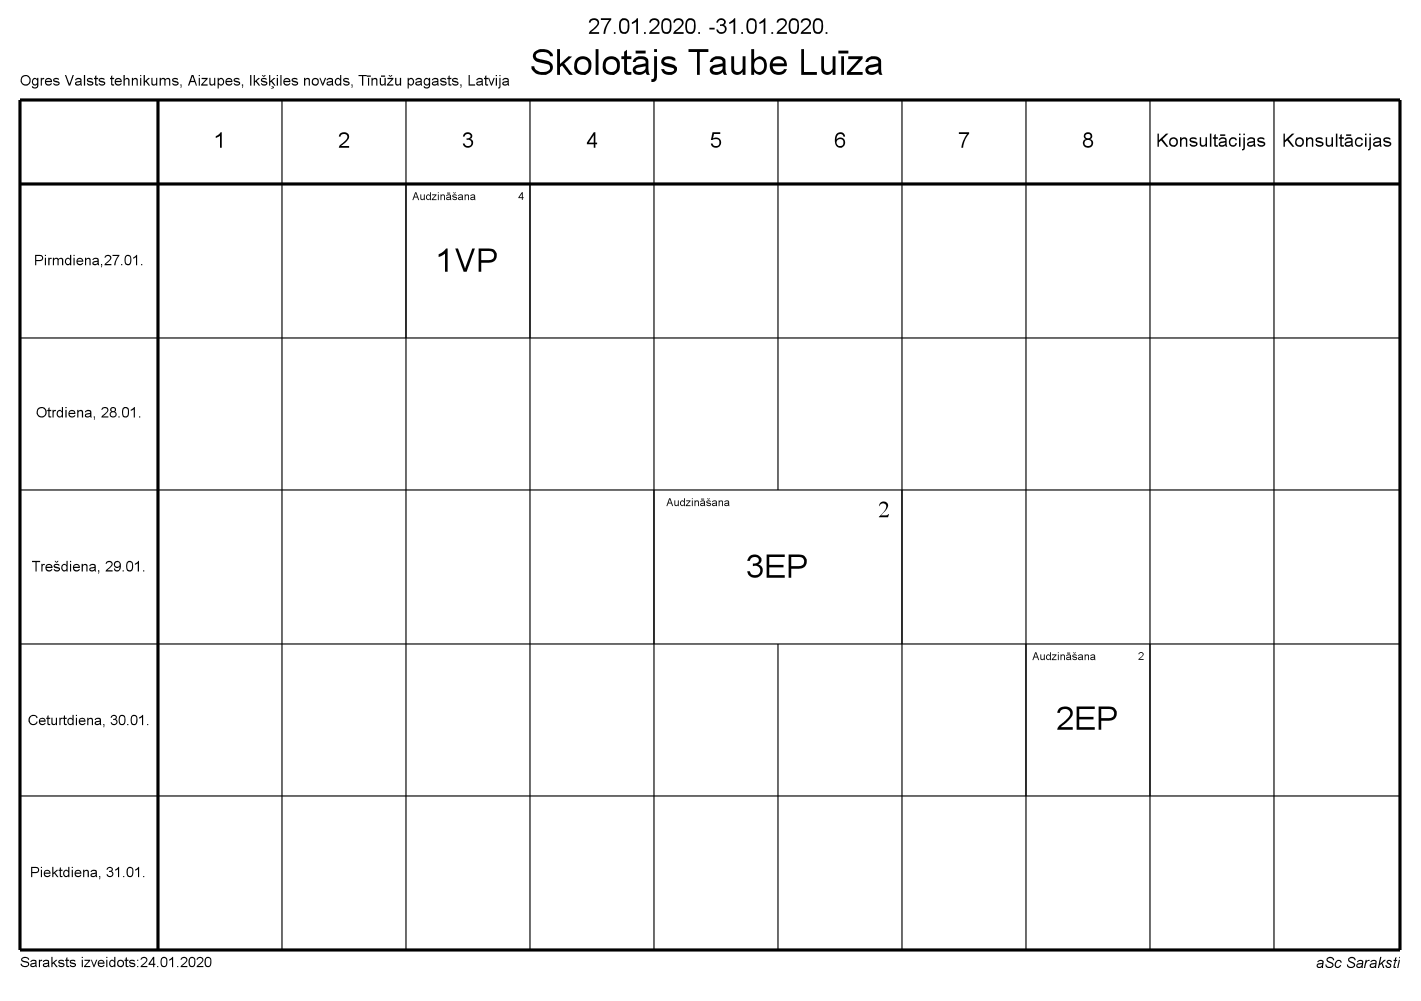 27.01.2020. -31.01.2020.
Skolotājs Taube Luīza
Ogres Valsts tehnikums, Aizupes, Ikšķiles novads, Tīnūžu pagasts, Latvija
1 2 3 4 5 6 7 8 Konsultācijas Konsultācijas
Pirmdiena,27.01.
Audzināšana 4
1VP
Otrdiena, 28.01.
Trešdiena, 29.01.
Audzināšana 2
3EP
Ceturtdiena, 30.01.
Audzināšana 2
2EP
Piektdiena, 31.01.
Saraksts izveidots:24.01.2020
aSc Saraksti